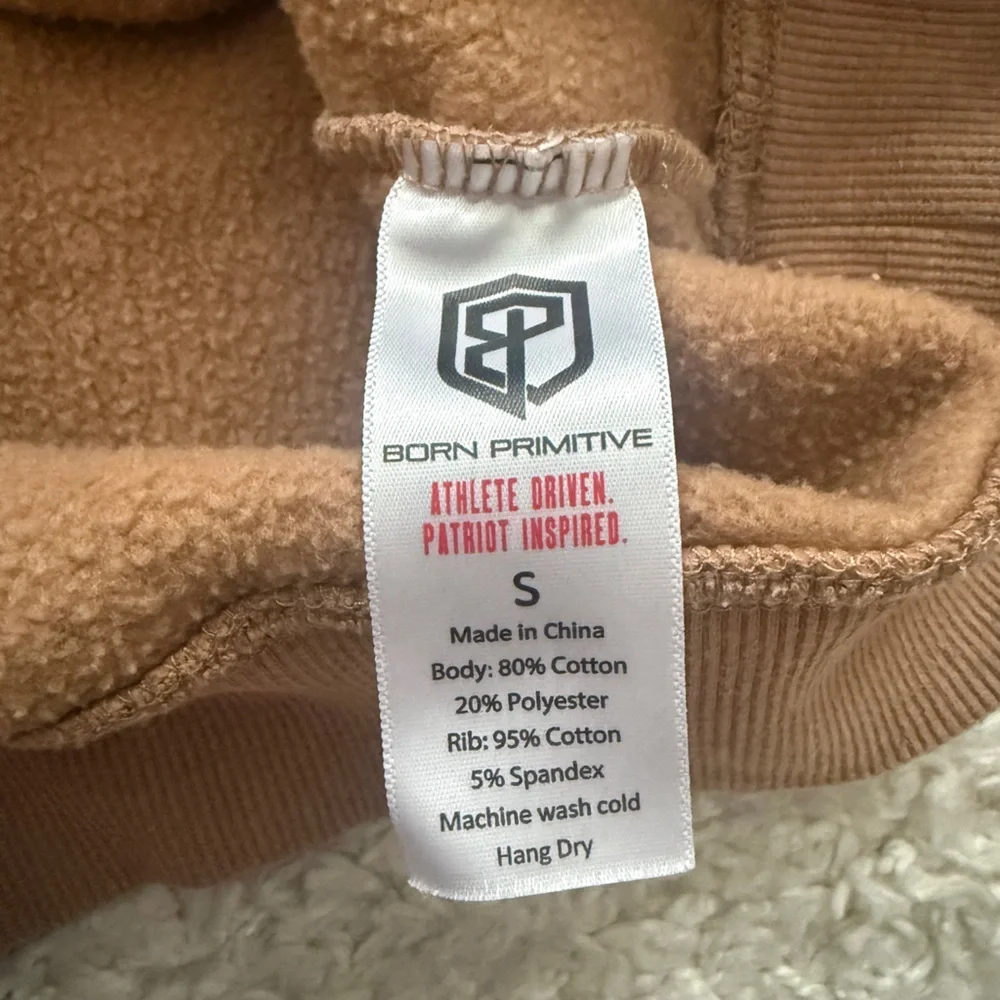 BORN PRIMITIVE
ATHLETE DRIVEN.
PATRIOT INSPIRED.
S
Made in China
Body: 80% Cotton
20% Polyester
Rib: 95% Cotton
5% Spandex
Machine wash cold
Hang Dry